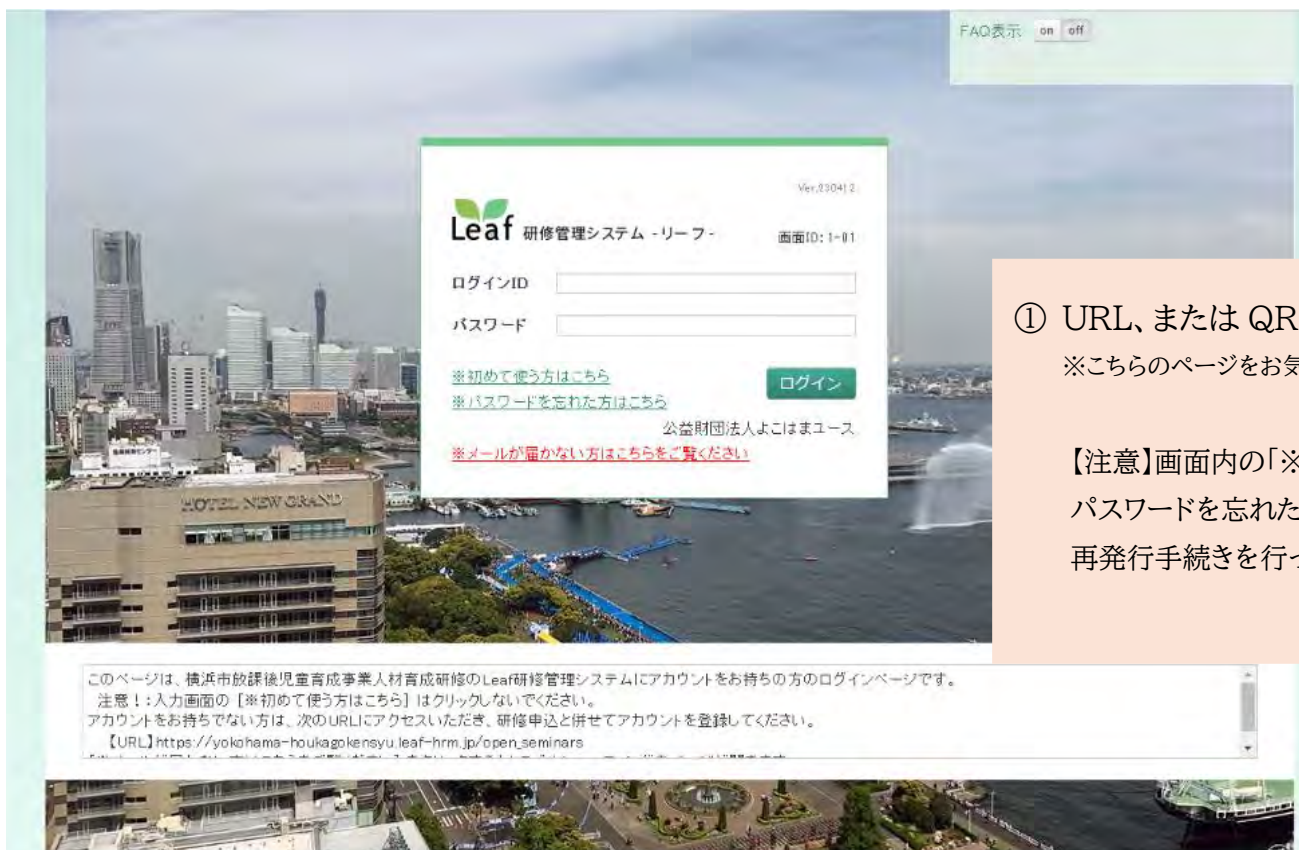 FAQ表示 on off
Ver.230412
Leaf 研修管理システム -リーフ-
画面ID:1-01
ログインID
パスワード
※初めて使う方はこちら
ログイン
※パスワードを忘れた方はこちら
公益財団法人よこはまユース
※メールが届かない方はこちらをご覧ください
HOTEL NEW GRAND
① URL、または QR
※こちらのページをお気
【注意】画面内の「※
パスワードを忘れた
再発行手続きを行っ
このページは、横浜市放課後児童育成事業人材育成研修のLeaf研修管理システムにアカウントをお持ちの方のログインページです。
注意!:入力画面の [※初めて使う方はこちら] はクリックしないでください。
アカウントをお持ちでない方は、次のURLにアクセスいただき、研修申込と併せてアカウントを登録してください。
【URL】https://yokohama-houkagokensyu.leaf-hrm.jp/open_seminars